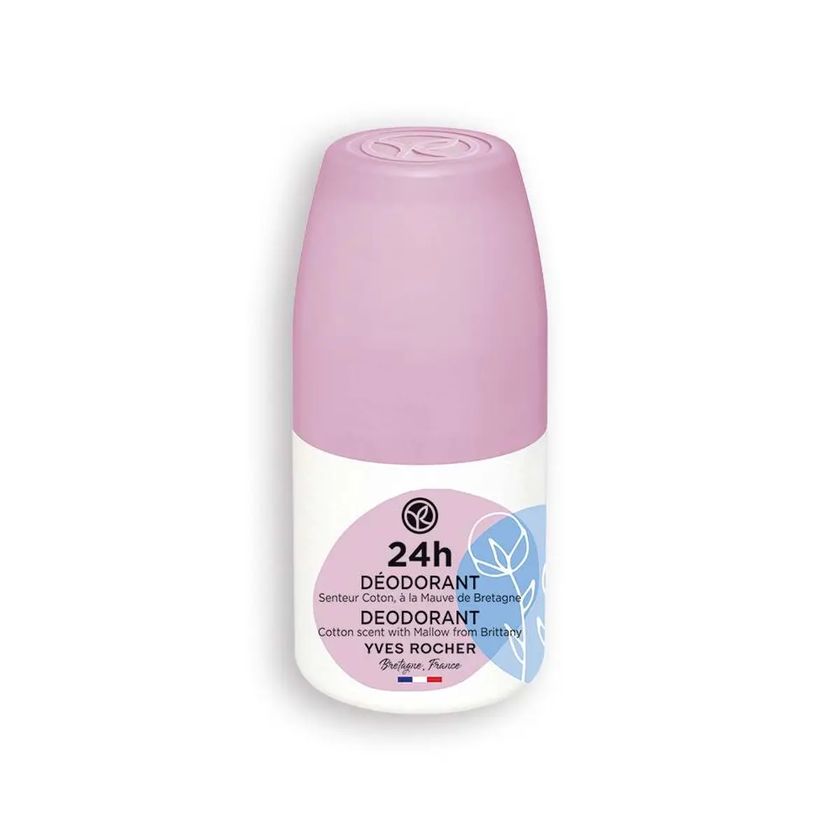 24h
DÉODORANT
Senteur Coton, à la Mauve de Bretagne
DEODORANT
Cotton scent with Mallow from Brittany
YVES ROCHER
Bretagne, France